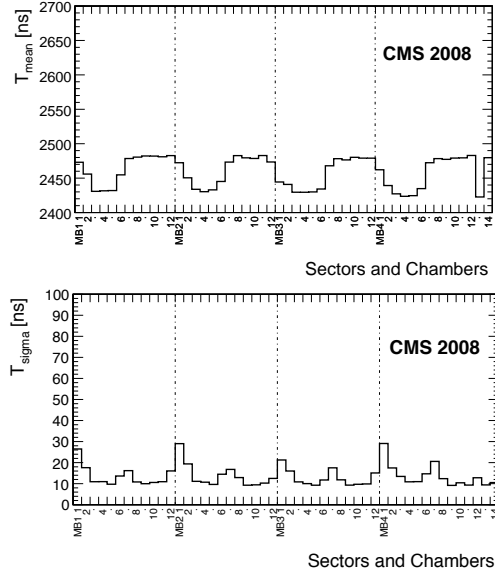 2700
2650
2600
2550
2500
2450
2400
T mean [ns]
CMS 2008
MB1 1 2 . 4 . 6 . 8 . 10 . 12 MB2 1 2 . 4 . 6 . 8 . 10 . 12 MB3 1 2 . 4 . 6 . 8 . 10 . 12 MB4 1 2 . 4 . 6 . 8 . 10 . 12 . 14
Sectors and Chambers
100
90
80
70
60
50
40
30
20
10
0
T sigma [ns]
CMS 2008
MB1 1 2 . 4 . 6 . 8 . 10 . 12 MB2 1 2 . 4 . 6 . 8 . 10 . 12 MB3 1 2 . 4 . 6 . 8 . 10 . 12 MB4 1 2 . 4 . 6 . 8 . 10 . 12 . 14
Sectors and Chambers